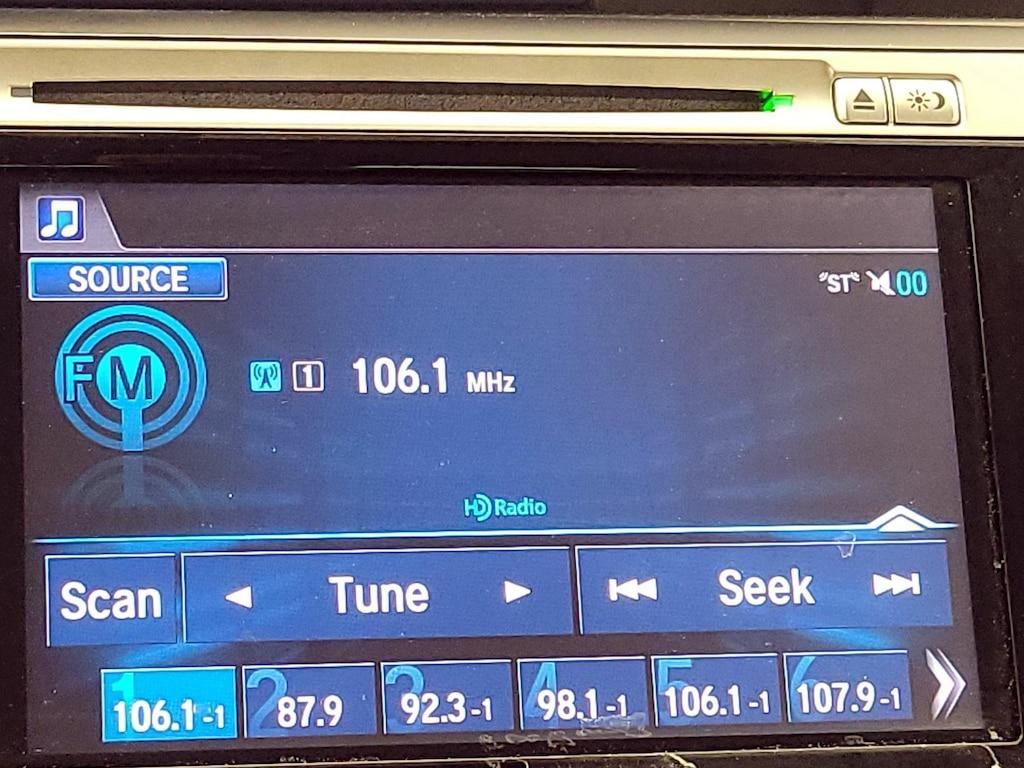 SOURCE
"ST" 00
FM
1 106.1 MHz
HD Radio
Scan Tune Seek
1 106.1-1 2 87.9 3 92.3-1 4 98.1-1 5 106.1-1 6 107.9-1